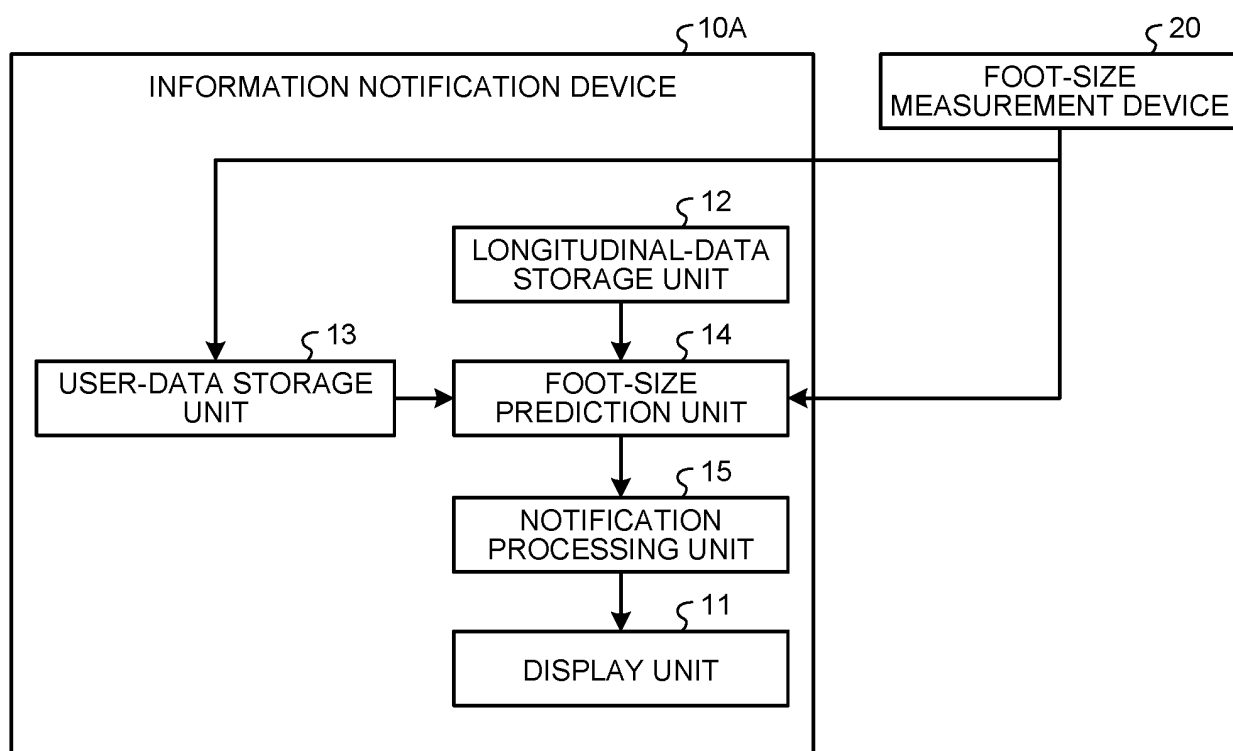 10A
20
INFORMATION NOTIFICATION DEVICE
FOOT-SIZE
MEASUREMENT DEVICE
12
LONGITUDINAL-DATA
STORAGE UNIT
13
USER-DATA STORAGE
UNIT
14
FOOT-SIZE
PREDICTION UNIT
15
NOTIFICATION
PROCESSING UNIT
11
DISPLAY UNIT